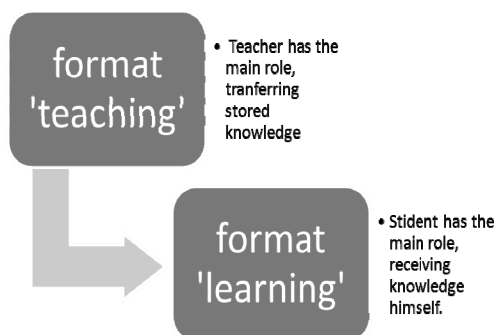 format
'teaching'
• Teacher has the
main role,
tranferring
stored
knowledge
format
'learning'
• Stident has the
main role,
receiving
knowledge
himself.